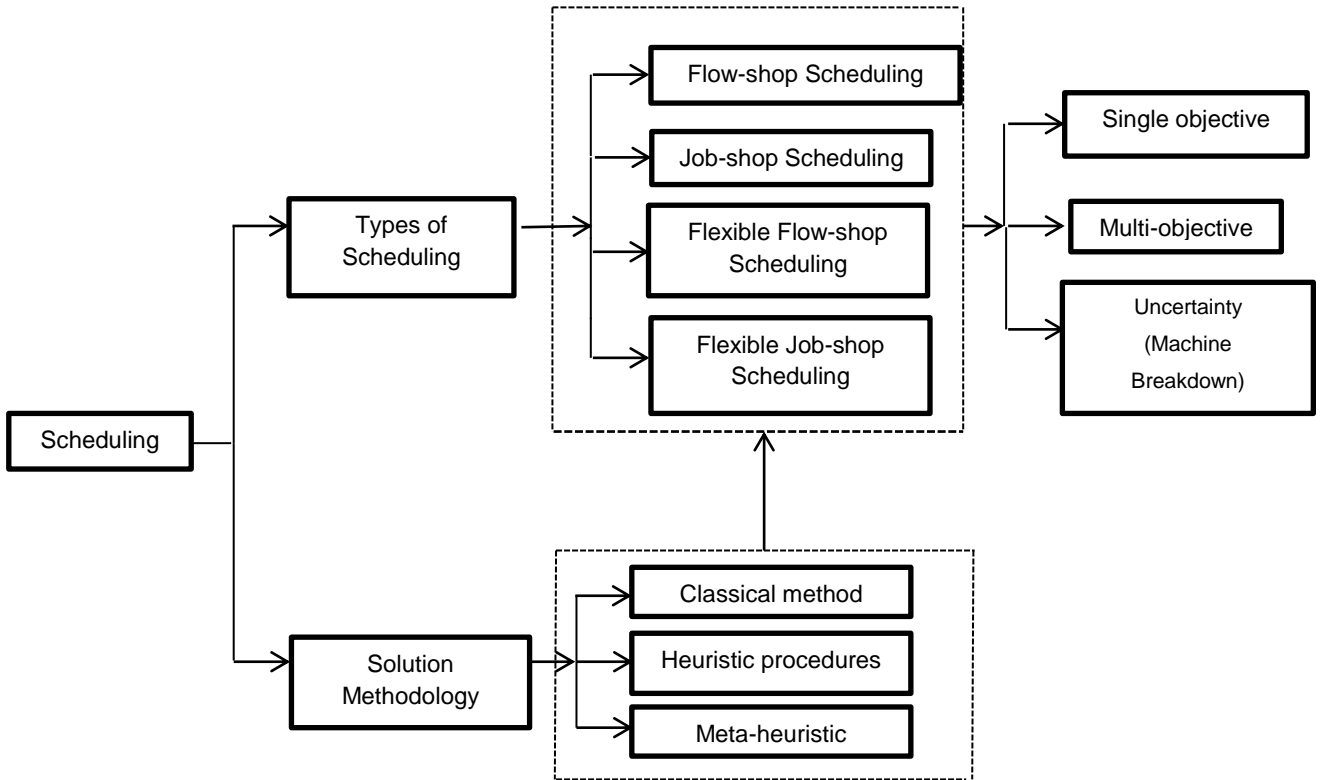 Flow-shop Scheduling
Job-shop Scheduling
Flexible Flow-shop
Scheduling
Flexible Job-shop
Scheduling
Single objective
Multi-objective
Uncertainty
(Machine
Breakdown)
Types of
Scheduling
Scheduling
Solution
Methodology
Classical method
Heuristic procedures
Meta-heuristic